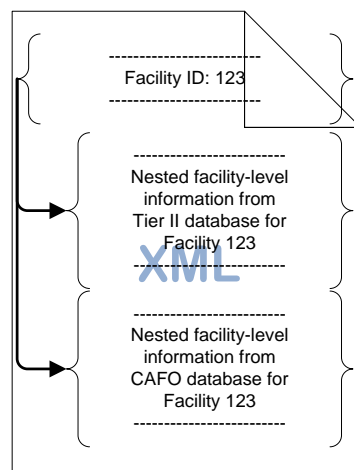 Facility ID: 123
Nested facility-level
information from
Tier II database for
Facility 123
XML
Nested facility-level
information from
CAFO database for
Facility 123